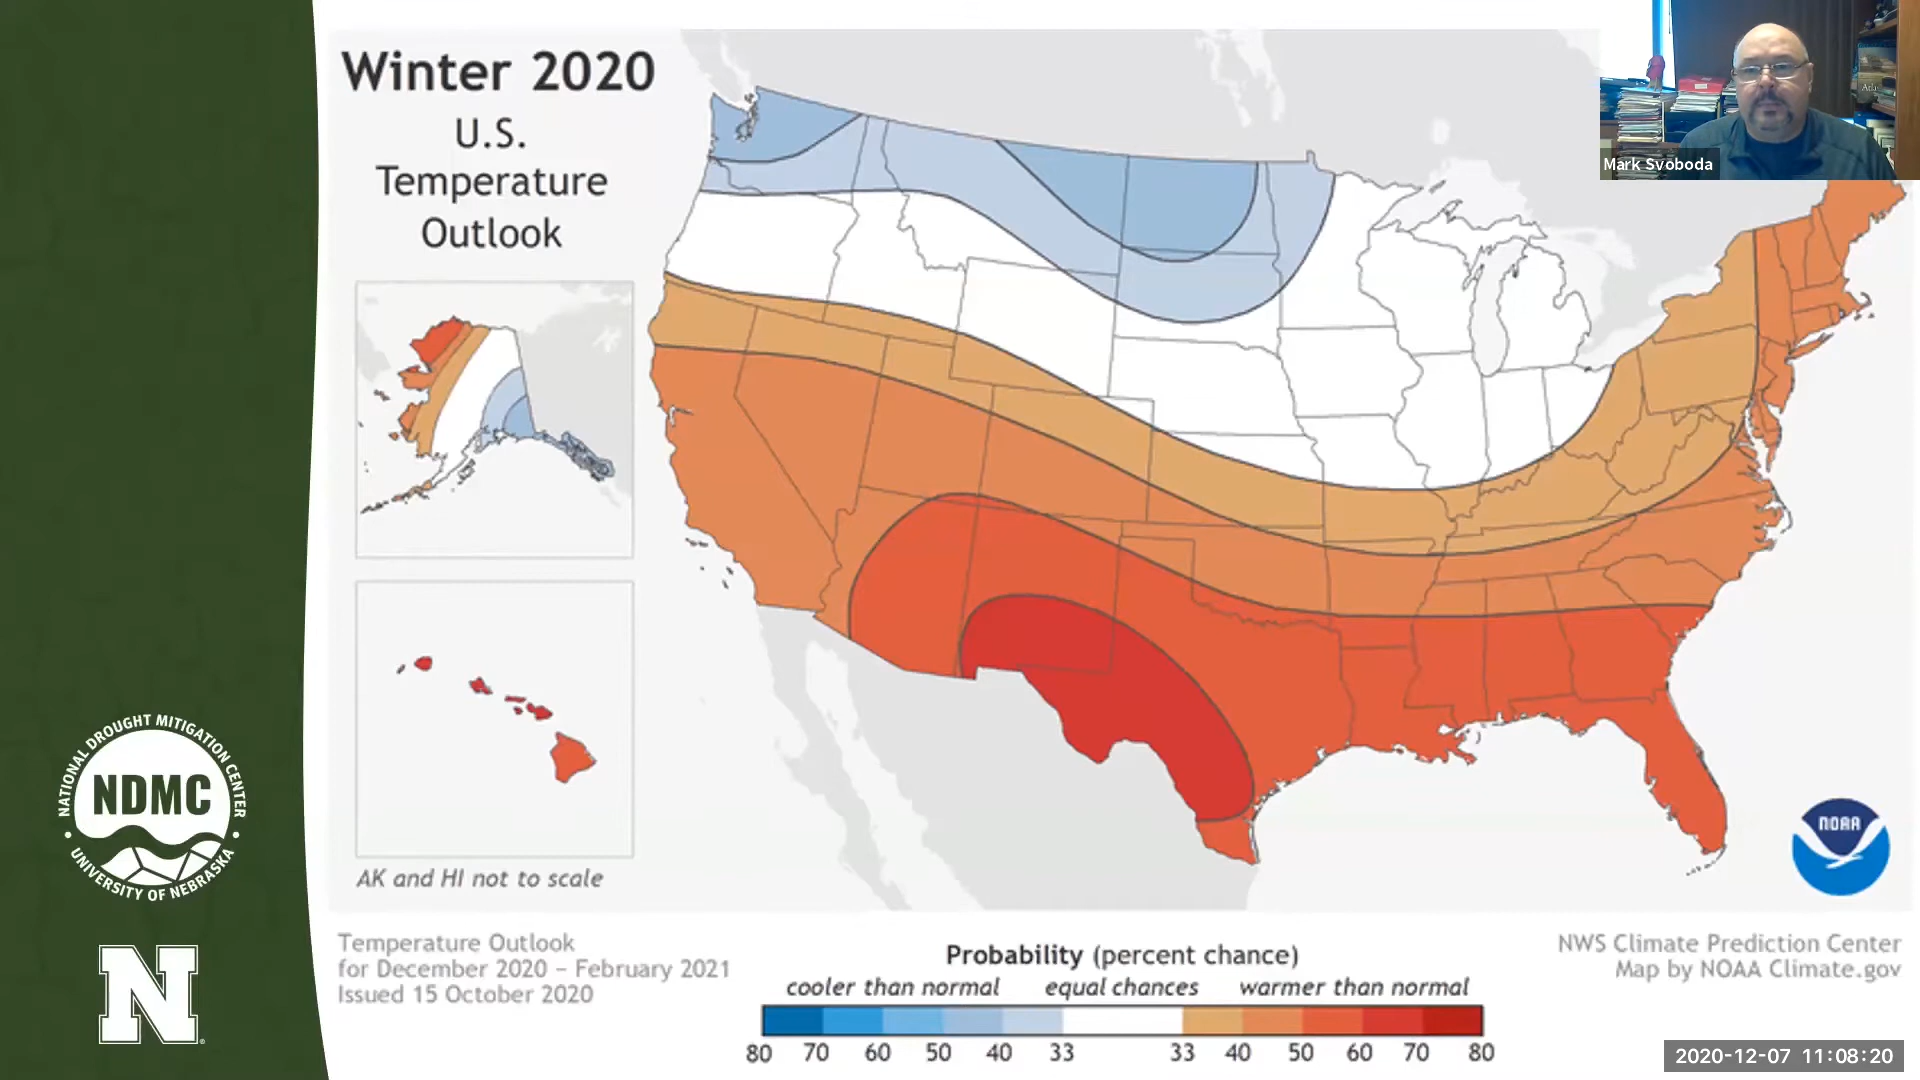 Winter 2020
U.S.
Temperature
Outlook
Mark Svoboda
NATIONAL DROUGHT MITIGATION CENTER
NDMC
UNIVERSITY OF NEBRASKA
N
AK and HI not to scale
NOAA
Temperature Outlook
for December 2020 – February 2021
Issued 15 October 2020
Probability (percent chance)
cooler than normal equal chances warmer than normal
80 70 60 50 40 33 33 40 50 60 70 80
NWS Climate Prediction Center
Map by NOAA Climate.gov
2020-12-07 11:08:20